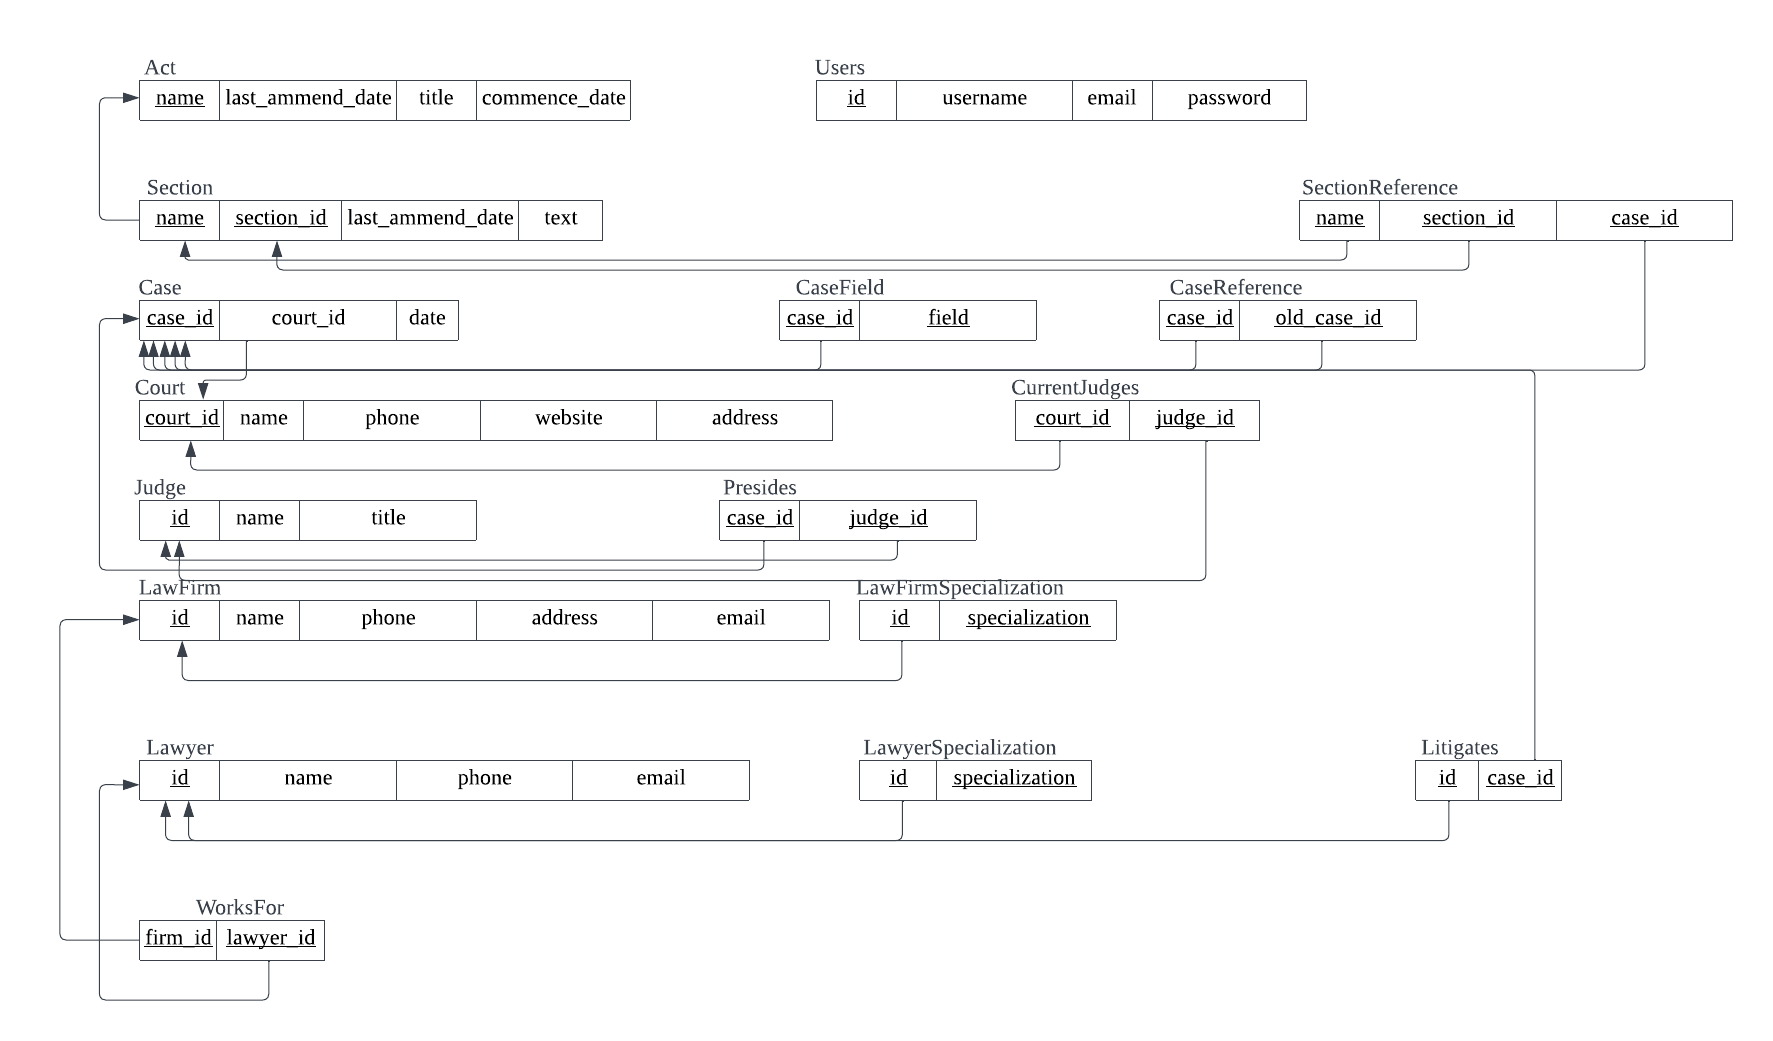 Act
name last_ammend_date title commence_date
Users
id username email password
Section
name section_id last_ammend_date text
SectionReference
name section_id case_id
Case
case_id court_id date
CaseField
case_id field
CaseReference
case_id old_case_id
Court
court_id name phone website address
CurrentJudges
court_id judge_id
Judge
id name title
Presides
case_id judge_id
LawFirm
id name phone address email
LawFirmSpecialization
id specialization
Lawyer
id name phone email
LawyerSpecialization
id specialization
Litigates
id case_id
WorksFor
firm_id lawyer_id